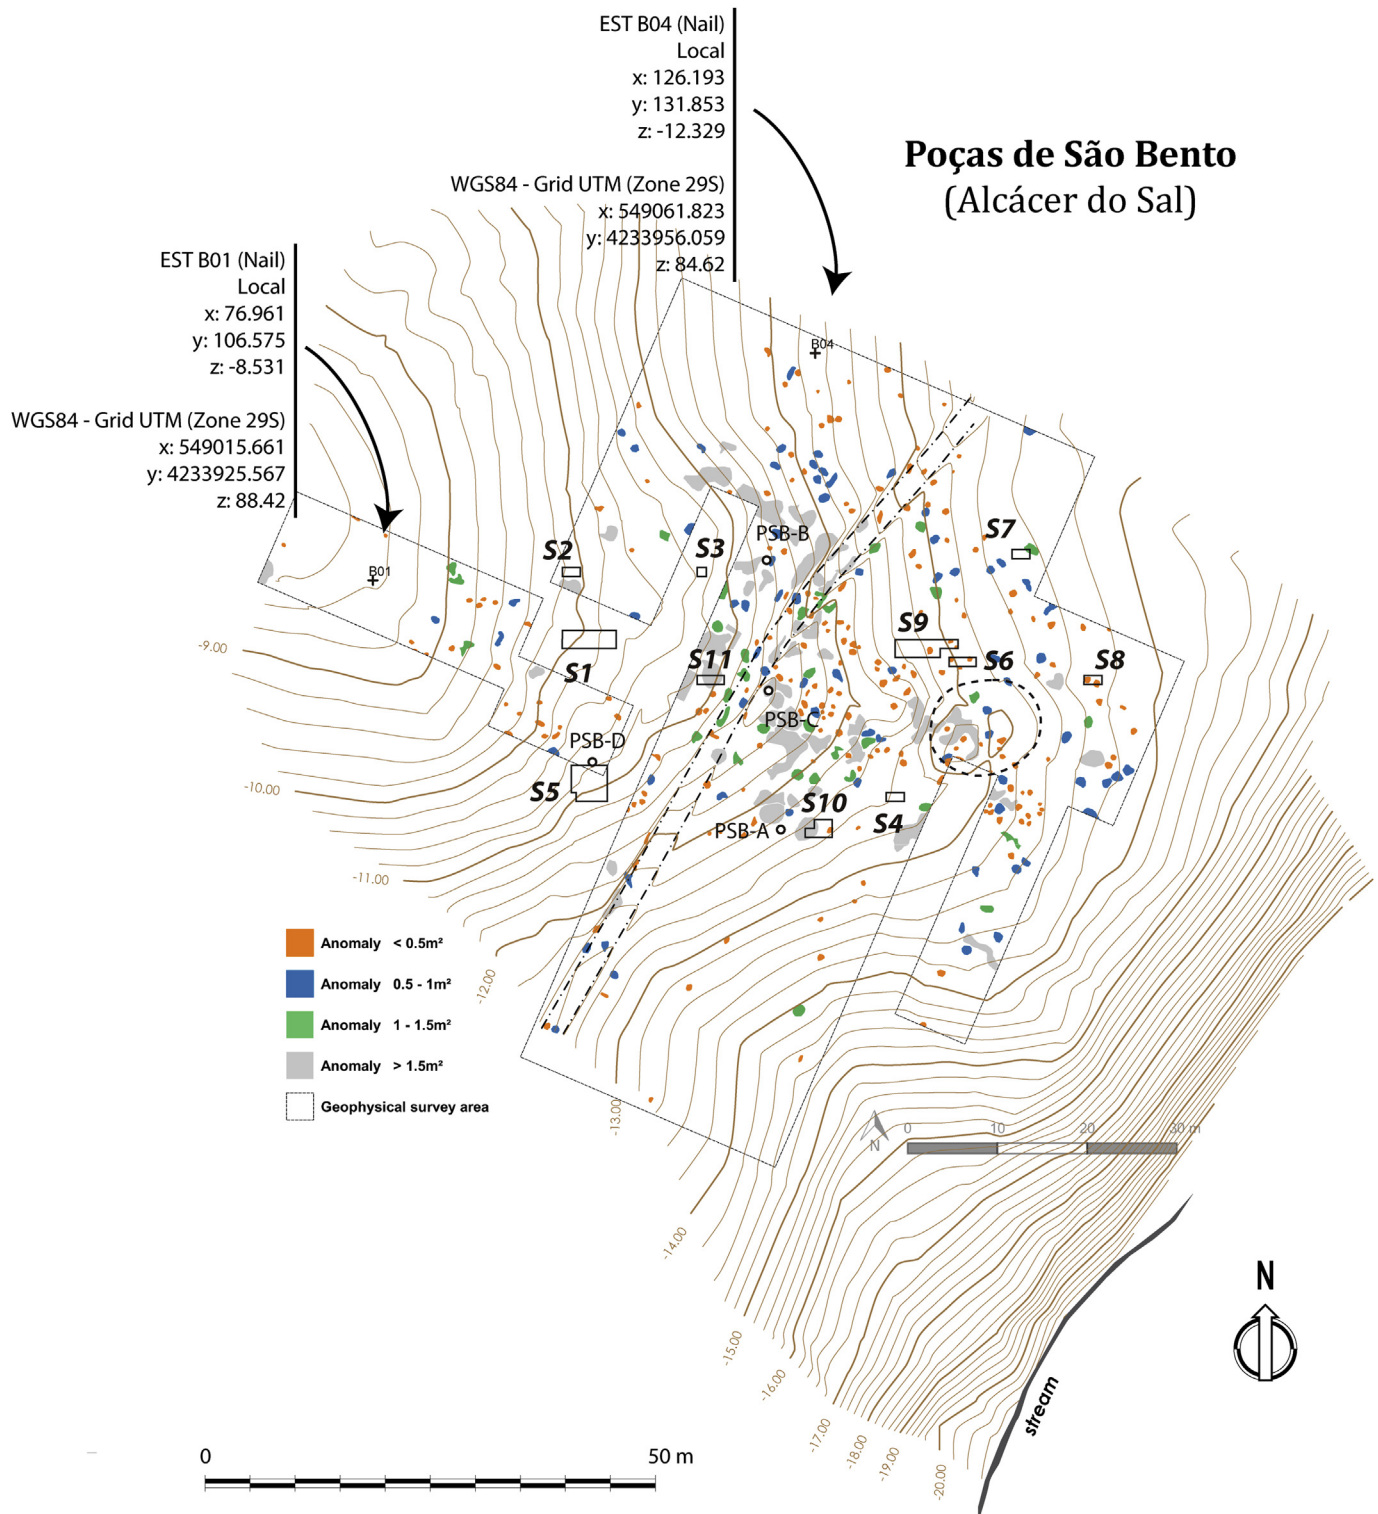 EST B04 (Nail)
Local
x: 126.193
y: 131.853
z: -12.329
WGS84 - Grid UTM (Zone 29S)
x: 549061.823
y: 4233956.059
z: 84.62
Poças de São Bento
(Alcácer do Sal)
EST B01 (Nail)
Local
x: 76.961
y: 106.575
z: -8.531
WGS84 - Grid UTM (Zone 29S)
x: 549015.661
y: 4233925.567
z: 88.42
B04
B01
PSB-B
S2
S3
S7
S9
S1
S11
S6
S8
PSB-C
PSB-D
S5
S10
PSB-A
S4
-9.00
-10.00
-11.00
-12.00
-13.00
-14.00
-15.00
-16.00
-17.00
-18.00
-19.00
-20.00
Anomaly < 0.5m²
Anomaly 0.5 - 1m²
Anomaly 1 - 1.5m²
Anomaly > 1.5m²
Geophysical survey area
N
0 10 20 30 m
N
stream
0 50 m